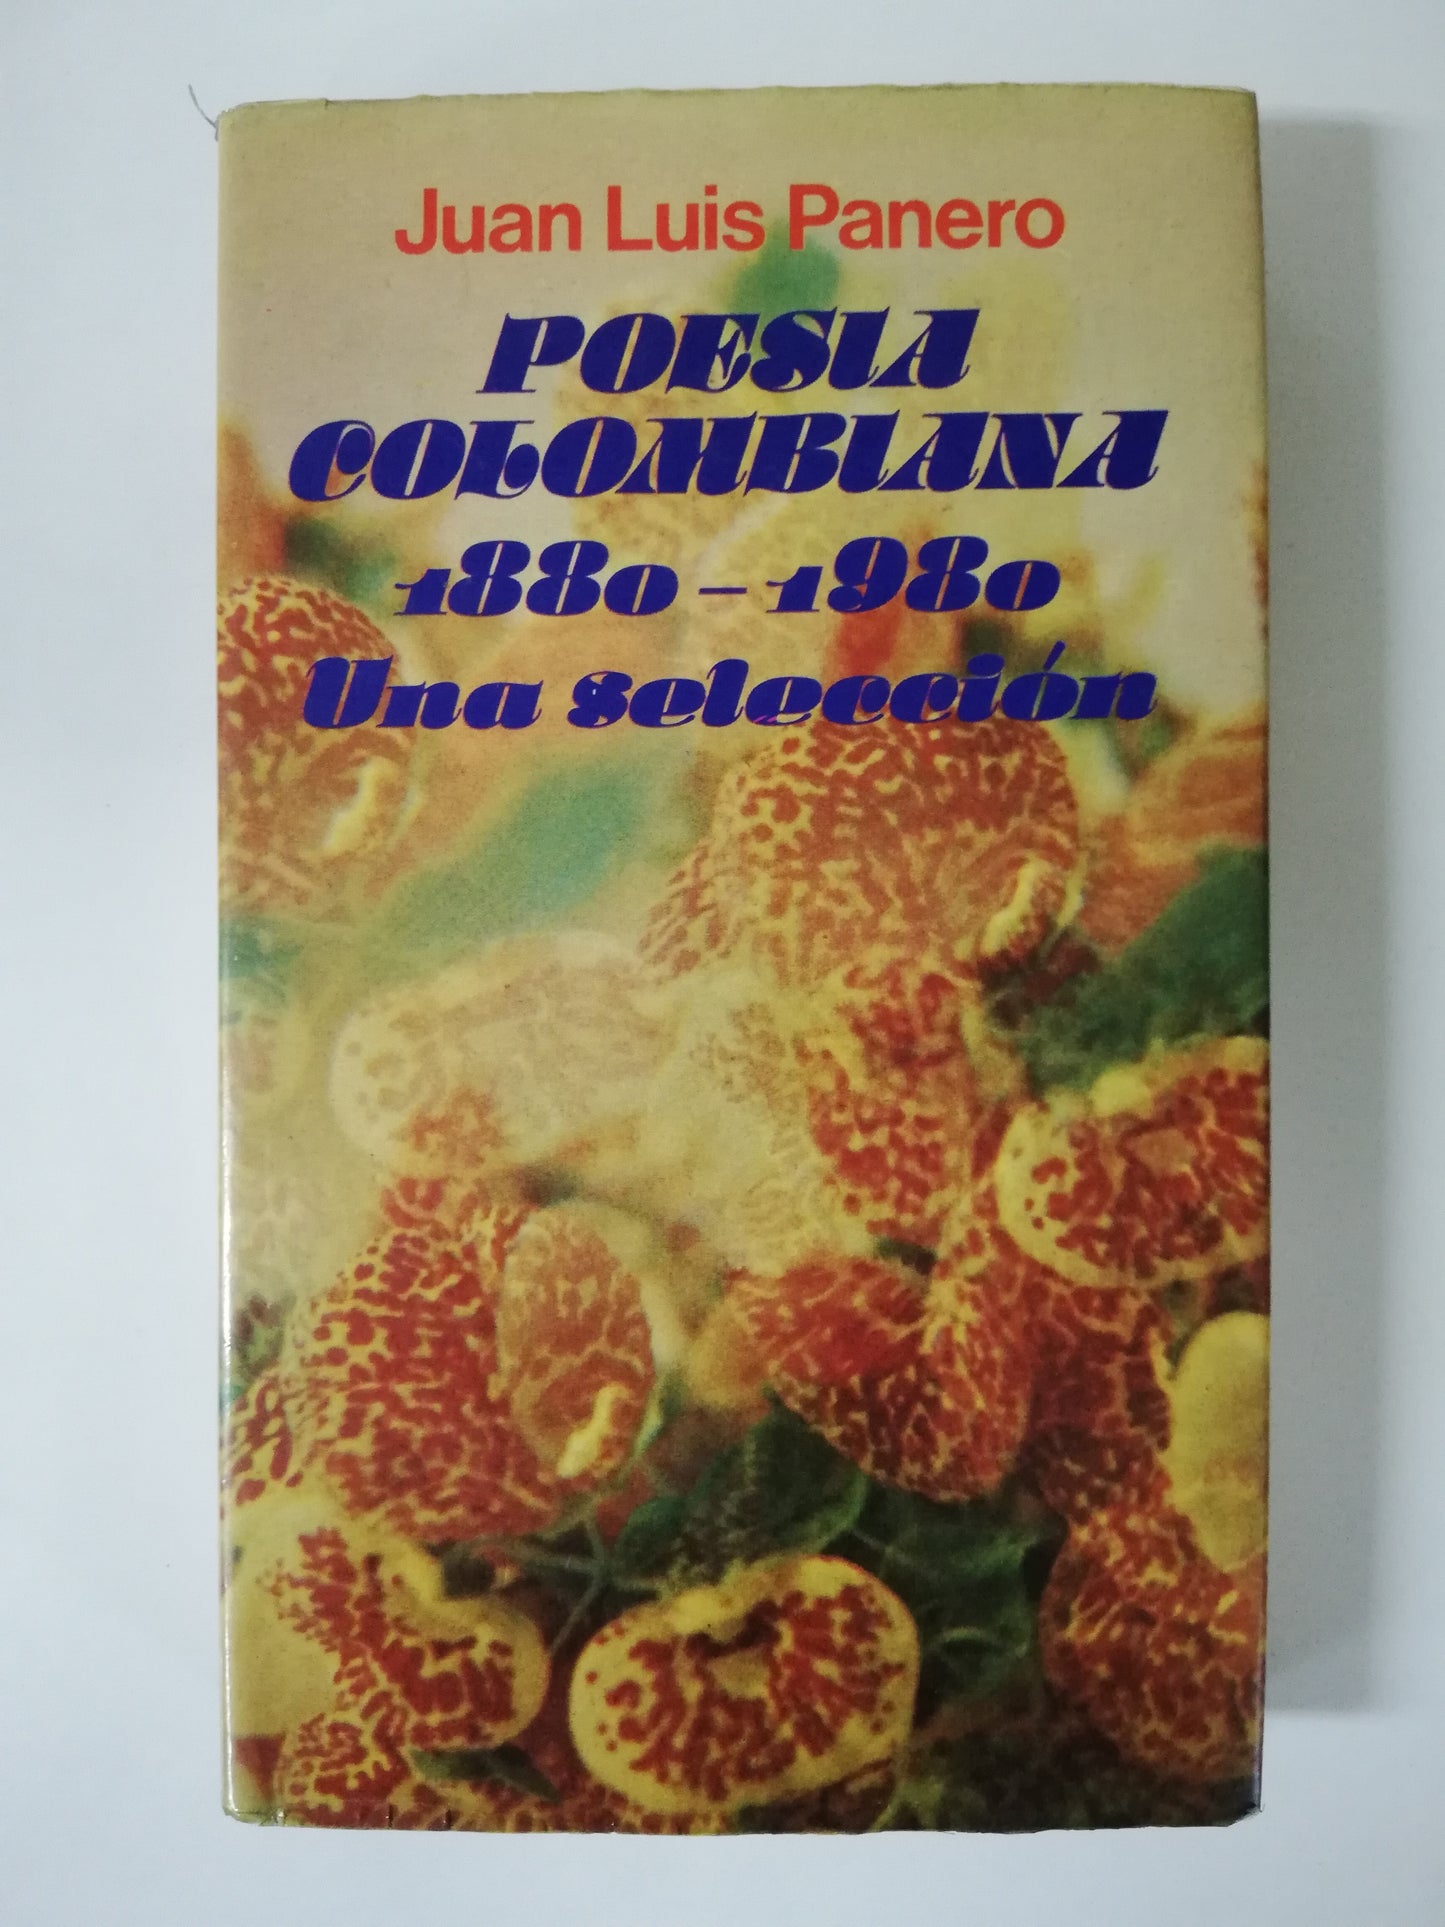 Juan Luis Panero
POESIA
COLOMBIANA
1880-1980
Una selección